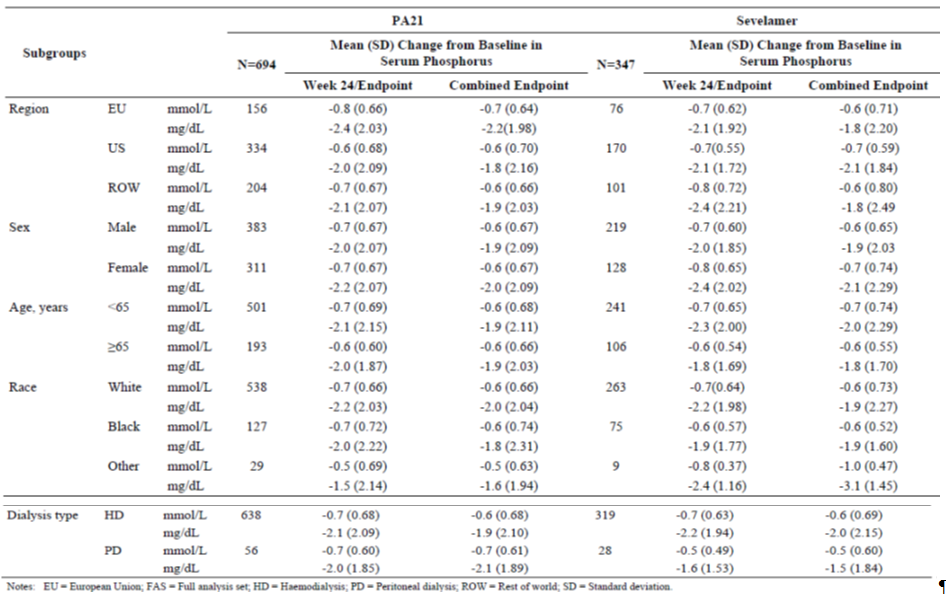 PA21 Sevelamer
Subgroups Mean (SD) Change from Baseline in Serum Phosphorus Mean (SD) Change from Baseline in Serum Phosphorus
N=694 N=347
Week 24/Endpoint Combined Endpoint Week 24/Endpoint Combined Endpoint
Region EU mmol/L 156 -0.8 (0.66) -0.7 (0.64) 76 -0.7 (0.62) -0.6 (0.71)
mg/dL -2.4 (2.03) -2.2(1.98) -2.1 (1.92) -1.8 (2.20)
US mmol/L 334 -0.6 (0.68) -0.6 (0.70) 170 -0.7(0.55) -0.7 (0.59)
mg/dL -2.0 (2.09) -1.8 (2.16) -2.1 (1.72) -2.1 (1.84)
ROW mmol/L 204 -0.7 (0.67) -0.6 (0.66) 101 -0.8 (0.72) -0.6 (0.80)
mg/dL -2.1 (2.07) -1.9 (2.03) -2.4 (2.21) -1.8 (2.49
Sex Male mmol/L 383 -0.7 (0.67) -0.6 (0.67) 219 -0.7 (0.60) -0.6 (0.65)
mg/dL -2.0 (2.07) -1.9 (2.09) -2.0 (1.85) -1.9 (2.03
Female mmol/L 311 -0.7 (0.67) -0.6 (0.67) 128 -0.8 (0.65) -0.7 (0.74)
mg/dL -2.2 (2.07) -2.0 (2.09) -2.4 (2.02) -2.1 (2.29)
Age, years <65 mmol/L 501 -0.7 (0.69) -0.6 (0.68) 241 -0.7 (0.65) -0.7 (0.74)
mg/dL -2.1 (2.15) -1.9 (2.11) -2.3 (2.00) -2.0 (2.29)
≥65 mmol/L 193 -0.6 (0.60) -0.6 (0.66) 106 -0.6 (0.54) -0.6 (0.55)
mg/dL -2.0 (1.87) -1.9 (2.03) -1.8 (1.69) -1.8 (1.70)
Race White mmol/L 538 -0.7 (0.66) -0.6 (0.66) 263 -0.7(0.64) -0.6 (0.73)
mg/dL -2.2 (2.03) -2.0 (2.04) -2.2 (1.98) -1.9 (2.27)
Black mmol/L 127 -0.7 (0.72) -0.6 (0.74) 75 -0.6 (0.57) -0.6 (0.52)
mg/dL -2.0 (2.22) -1.8 (2.31) -1.9 (1.77) -1.9 (1.60)
Other mmol/L 29 -0.5 (0.69) -0.5 (0.63) 9 -0.8 (0.37) -1.0 (0.47)
mg/dL -1.5 (2.14) -1.6 (1.94) -2.4 (1.16) -3.1 (1.45)
Dialysis type HD mmol/L 638 -0.7 (0.68) -0.6 (0.68) 319 -0.7 (0.63) -0.6 (0.69)
mg/dL -2.1 (2.09) -1.9 (2.10) -2.2 (1.94) -2.0 (2.15)
PD mmol/L 56 -0.7 (0.60) -0.7 (0.61) 28 -0.5 (0.49) -0.5 (0.60)
mg/dL -2.0 (1.85) -2.1 (1.89) -1.6 (1.53) -1.5 (1.84)
Notes: EU = European Union; FAS = Full analysis set; HD = Haemodialysis; PD = Peritoneal dialysis; ROW = Rest of world; SD = Standard deviation. ¶